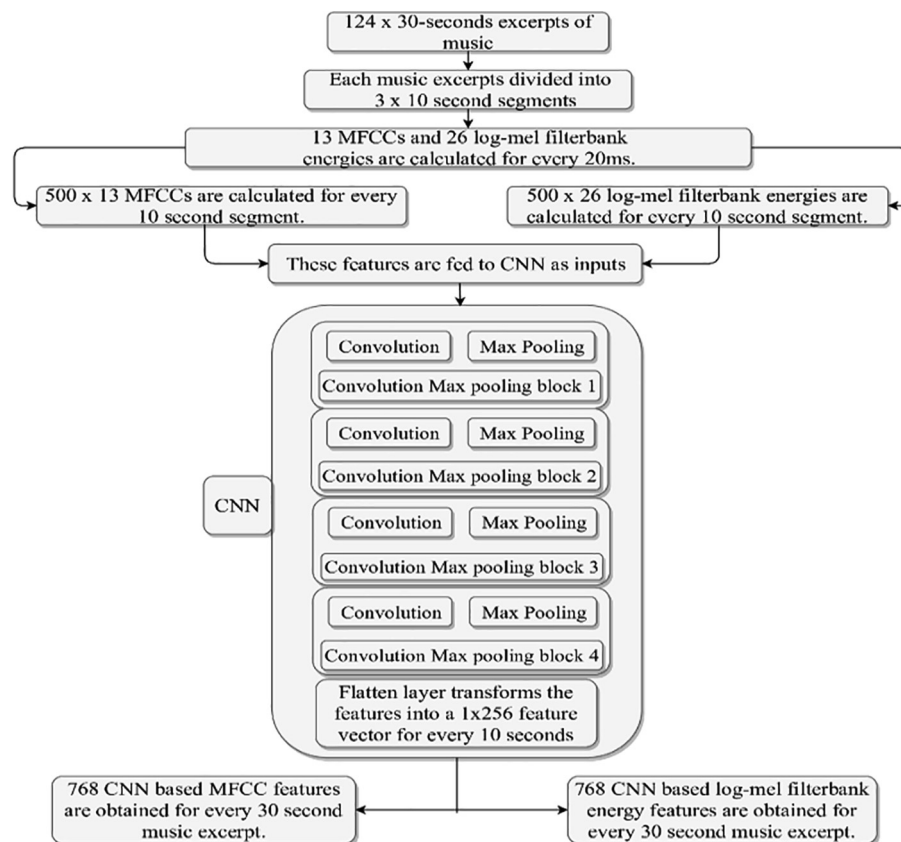 124 x 30-seconds excerpts of
music
Each music excerpts divided into
3 x 10 second segments
13 MFCCs and 26 log-mel filterbank
energies are calculated for every 20ms.
500 x 13 MFCCs are calculated for every
10 second segment.
500 x 26 log-mel filterbank energies are
calculated for every 10 second segment.
These features are fed to CNN as inputs
Convolution
Max Pooling
Convolution Max pooling block 1
Convolution
Max Pooling
Convolution Max pooling block 2
CNN
Convolution
Max Pooling
Convolution Max pooling block 3
Convolution
Max Pooling
Convolution Max pooling block 4
Flatten layer transforms the
features into a 1x256 feature
vector for every 10 seconds
768 CNN based MFCC features
are obtained for every 30 second
music excerpt.
768 CNN based log-mel filterbank
energy features are obtained for
every 30 second music excerpt.